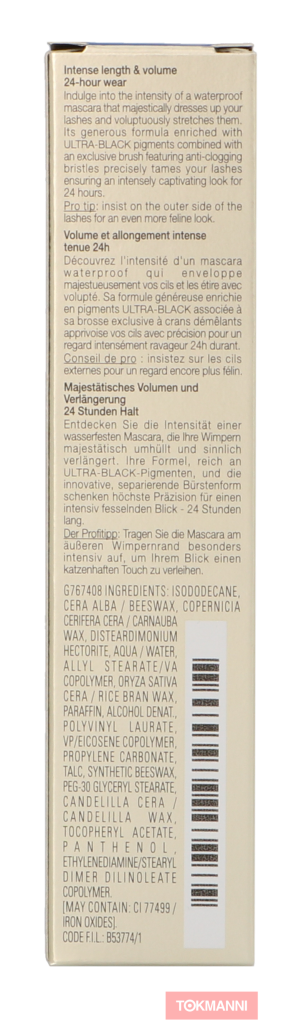 Intense length & volume
24-hour wear
Indulge into the intensity of a waterproof
mascara that majestically dresses up your
lashes and voluptuously stretches them.
Its generous formula enriched with
ULTRA-BLACK pigments combined with
an exclusive brush featuring anti-clogging
bristles precisely tames your lashes
ensuring an intensely captivating look for
24 hours.
Pro tip: insist on the outer side of the
lashes for an even more feline look.
Volume et allongement intense
tenue 24h
Découvrez l'intensité d'un mascara
waterproof qui enveloppe
majestueusement vos cils et les étire avec
volupté. Sa formule généreuse enrichie
en pigments ULTRA-BLACK associée à
sa brosse exclusive à crans démêlants
apprivoise vos cils avec précision pour un
regard intensément ravageur 24h durant.
Conseil de pro : insistez sur les cils
externes pour un regard encore plus félin.
Majestätisches Volumen und
Verlängerung
24 Stunden Halt
Entdecken Sie die Intensität einer
wasserfesten Mascara, die Ihre Wimpern
majestätisch umhüllt und sinnlich
verlängert. Ihre Formel, reich an
ULTRA-BLACK-Pigmenten, und die
innovative, separierende Bürstenform
schenken höchste Präzision für einen
intensiv fesselnden Blick - 24 Stunden
lang.
Der Profitipp: Tragen Sie die Mascara am
äußeren Wimpernrand besonders
intensiv auf, um Ihrem Blick einen
katzenhaften Touch zu verleihen.
G767408 INGREDIENTS: ISODODECANE,
CERA ALBA / BEESWAX, COPERNICIA
CERIFERA CERA / CARNAUBA
WAX, DISTEARDIMONIUM
HECTORITE, AQUA / WATER,
ALLYL STEARATE/VA
COPOLYMER, ORYZA SATIVA
CERA / RICE BRAN WAX,
PARAFFIN, ALCOHOL DENAT.,
POLYVINYL LAURATE,
VP/EICOSENE COPOLYMER,
PROPYLENE CARBONATE,
TALC, SYNTHETIC BEESWAX,
PEG-30 GLYCERYL STEARATE,
CANDELILLA CERA /
CANDELILLA WAX,
TOCOPHERYL ACETATE,
PANTHENOL,
ETHYLENEDIAMINE/STEARYL
DIMER DILINOLEATE
COPOLYMER.
[MAY CONTAIN: CI 77499 /
IRON OXIDES].
CODE F.I.L.: B53774/1
TOKMANNI